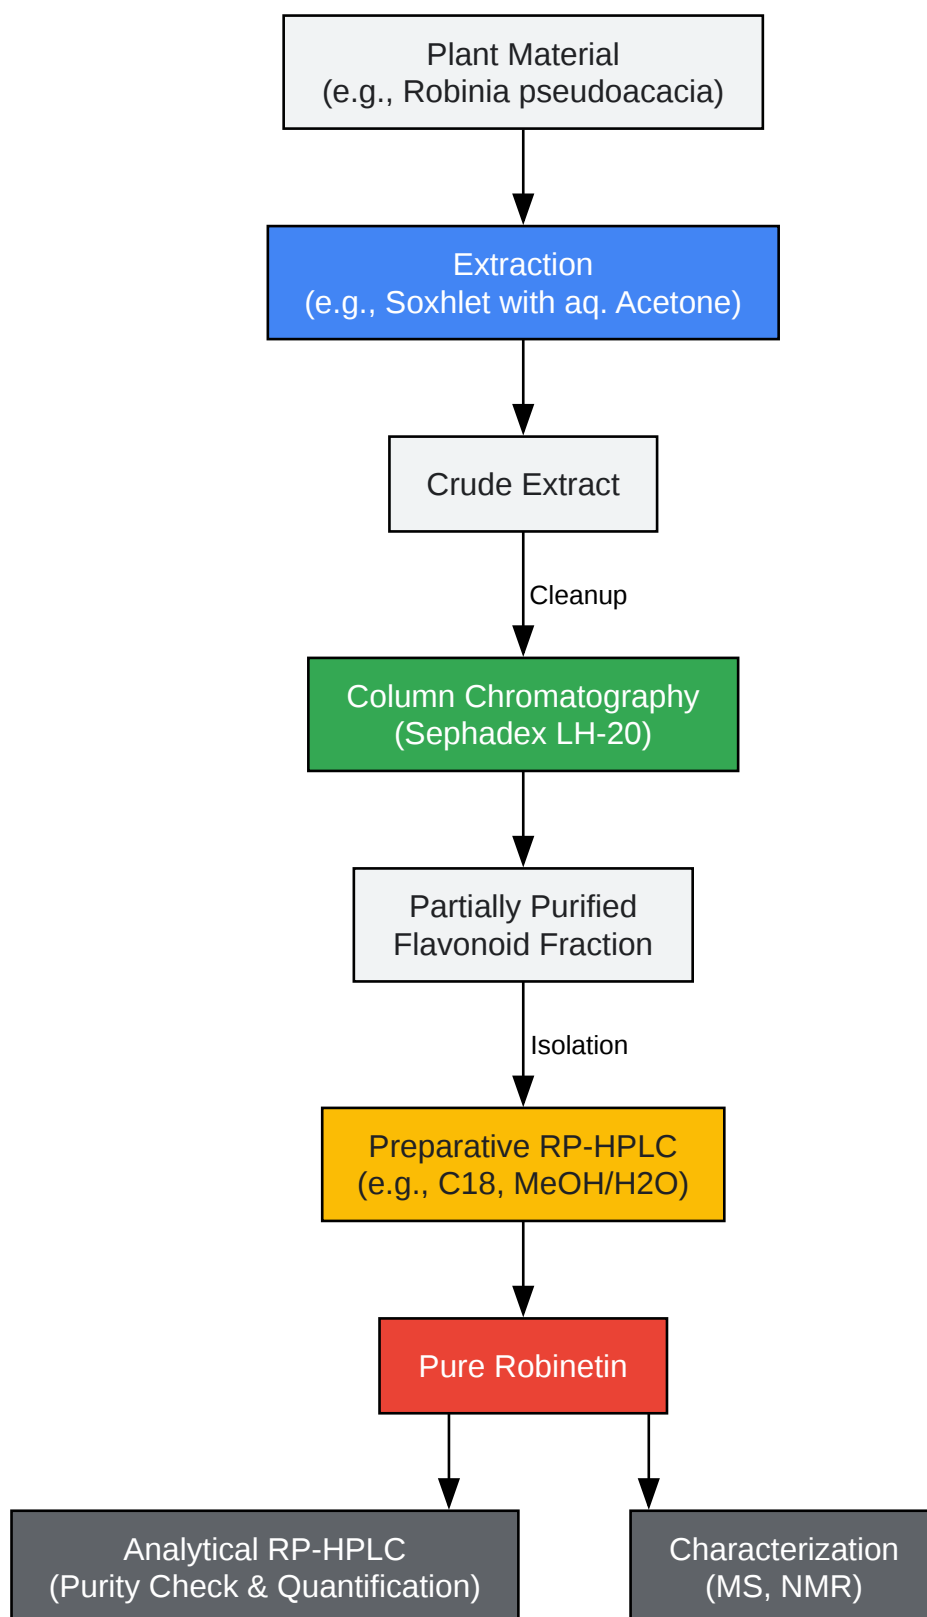 Plant Material
(e.g., Robinia pseudoacacia)
Extraction
(e.g., Soxhlet with aq. Acetone)
Crude Extract
Cleanup
Column Chromatography
(Sephadex LH-20)
Partially Purified
Flavonoid Fraction
Isolation
Preparative RP-HPLC
(e.g., C18, MeOH/H2O)
Pure Robinetin
Analytical RP-HPLC
(Purity Check & Quantification)
Characterization
(MS, NMR)